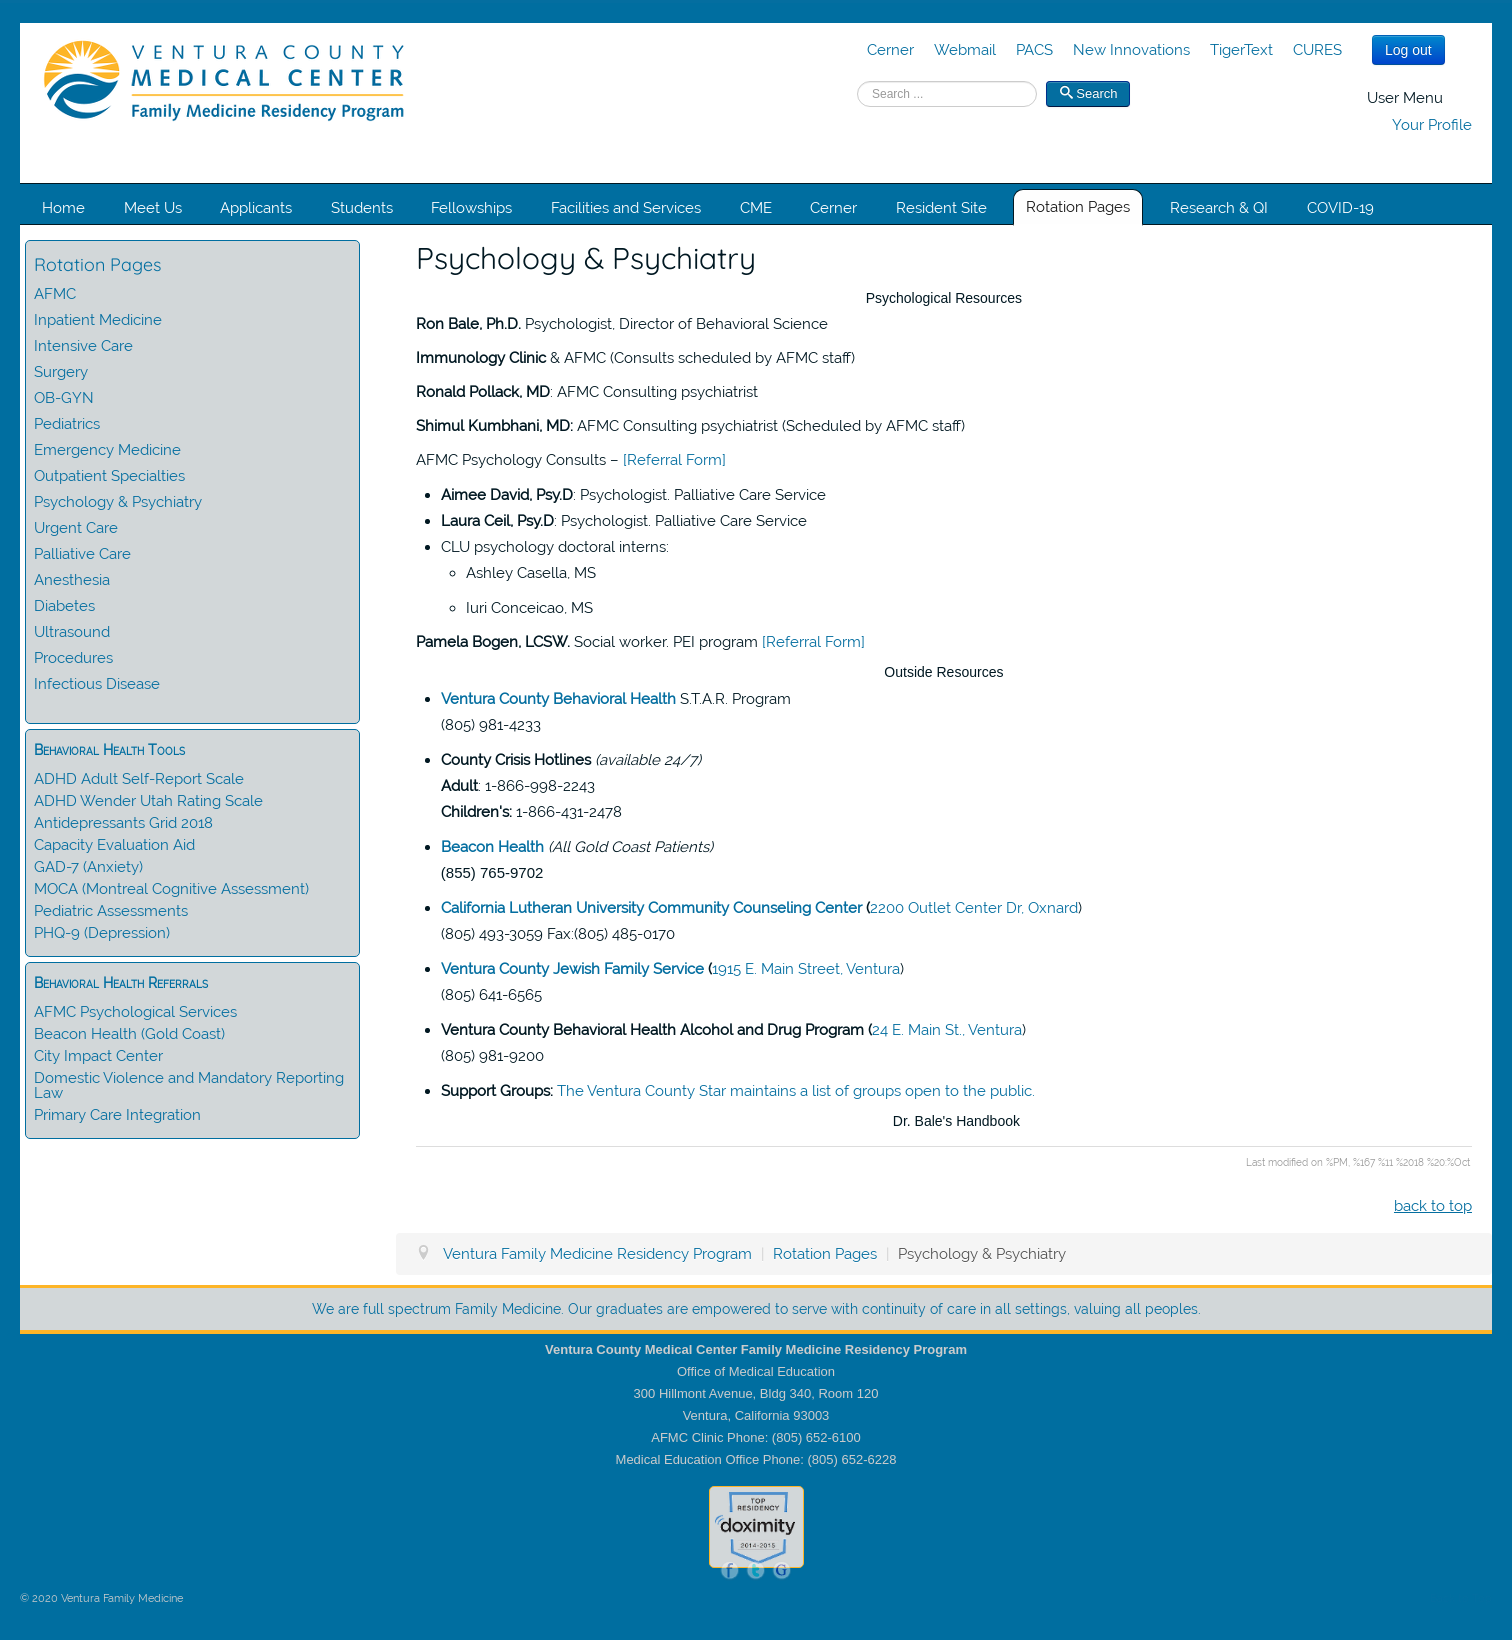 VENTURA COUNTY
MEDICAL CENTER
Family Medicine Residency Program
Cerner Webmail PACS New Innovations TigerText CURES Log out
Search ... Search
User Menu
Your Profile
Home Meet Us Applicants Students Fellowships Facilities and Services CME Cerner Resident Site Rotation Pages Research & QI COVID-19
Rotation Pages
AFMC
Inpatient Medicine
Intensive Care
Surgery
OB-GYN
Pediatrics
Emergency Medicine
Outpatient Specialties
Psychology & Psychiatry
Urgent Care
Palliative Care
Anesthesia
Diabetes
Ultrasound
Procedures
Infectious Disease
Behavioral Health Tools
ADHD Adult Self-Report Scale
ADHD Wender Utah Rating Scale
Antidepressants Grid 2018
Capacity Evaluation Aid
GAD-7 (Anxiety)
MOCA (Montreal Cognitive Assessment)
Pediatric Assessments
PHQ-9 (Depression)
Behavioral Health Referrals
AFMC Psychological Services
Beacon Health (Gold Coast)
City Impact Center
Domestic Violence and Mandatory Reporting
Law
Primary Care Integration
Psychology & Psychiatry
Psychological Resources
Ron Bale, Ph.D. Psychologist, Director of Behavioral Science
Immunology Clinic & AFMC (Consults scheduled by AFMC staff)
Ronald Pollack, MD: AFMC Consulting psychiatrist
Shimul Kumbhani, MD: AFMC Consulting psychiatrist (Scheduled by AFMC staff)
AFMC Psychology Consults – [Referral Form]
Aimee David, Psy.D: Psychologist. Palliative Care Service
Laura Ceil, Psy.D: Psychologist. Palliative Care Service
CLU psychology doctoral interns:
Ashley Casella, MS
Iuri Conceicao, MS
Pamela Bogen, LCSW. Social worker. PEI program [Referral Form]
Outside Resources
Ventura County Behavioral Health S.T.A.R. Program
(805) 981-4233
County Crisis Hotlines (available 24/7)
Adult: 1-866-998-2243
Children's: 1-866-431-2478
Beacon Health (All Gold Coast Patients)
(855) 765-9702
California Lutheran University Community Counseling Center (2200 Outlet Center Dr, Oxnard)
(805) 493-3059 Fax:(805) 485-0170
Ventura County Jewish Family Service (1915 E. Main Street, Ventura)
(805) 641-6565
Ventura County Behavioral Health Alcohol and Drug Program (24 E. Main St., Ventura)
(805) 981-9200
Support Groups: The Ventura County Star maintains a list of groups open to the public.
Dr. Bale's Handbook
Last modified on %PM, %167 %11 %2018 %20:%Oct
back to top
Ventura Family Medicine Residency Program | Rotation Pages | Psychology & Psychiatry
We are full spectrum Family Medicine. Our graduates are empowered to serve with continuity of care in all settings, valuing all peoples.
Ventura County Medical Center Family Medicine Residency Program
Office of Medical Education
300 Hillmont Avenue, Bldg 340, Room 120
Ventura, California 93003
AFMC Clinic Phone: (805) 652-6100
Medical Education Office Phone: (805) 652-6228
TOP
RESIDENCY
doximity
2014-2015
f t G
© 2020 Ventura Family Medicine